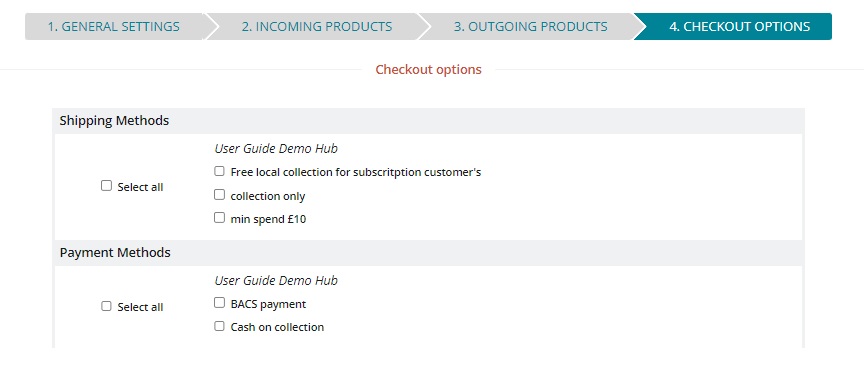 1. GENERAL SETTINGS 2. INCOMING PRODUCTS 3. OUTGOING PRODUCTS 4. CHECKOUT OPTIONS
Checkout options
Shipping Methods
User Guide Demo Hub
Select all
Free local collection for subscritption customer's
collection only
min spend £10
Payment Methods
User Guide Demo Hub
Select all
BACS payment
Cash on collection